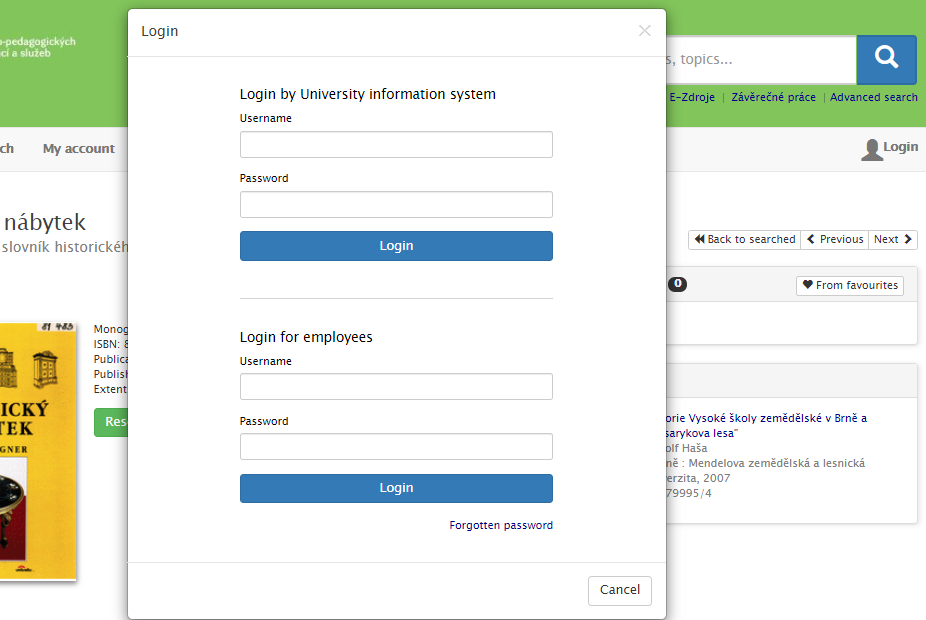 Login
-pedagogických
cí a služeb
s, topics...
E-Zdroje | Závěrečné práce | Advanced search
ch
My account
Login
Login by University information system
Username
Password
Login
nábytek
slovník historickéh
Back to searched
Previous
Next
0
From favourites
Login for employees
Username
Password
Login
Forgotten password
Cancel
81 483
ICKÝ
TEK
GNER
Monog
ISBN: 8
Publica
Publish
Extent
Res
orie Vysoké školy zemědělské v Brně a
sarykova lesa"
olf Haša
ně : Mendelova zemědělská a lesnická
erzita, 2007
79995/4